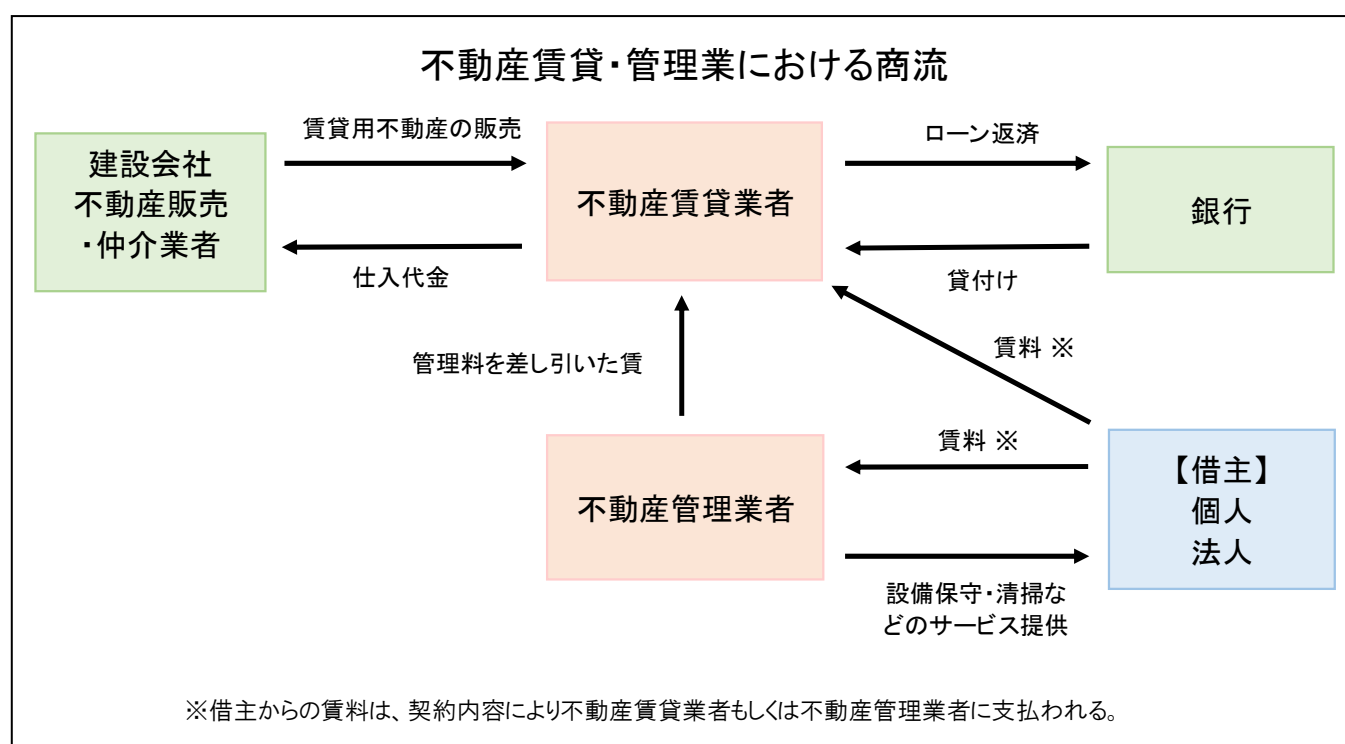 不動産賃貸・管理業における商流
賃貸用不動産の販売
ローン返済
建設会社
不動産販売
・仲介業者
不動産賃貸業者
銀行
仕入代金
貸付け
管理料を差し引いた賃
賃料 ※
賃料 ※
不動産管理業者
【借主】
個人
法人
設備保守・清掃な
どのサービス提供
※借主からの賃料は、契約内容により不動産賃貸業者もしくは不動産管理業者に支払われる。